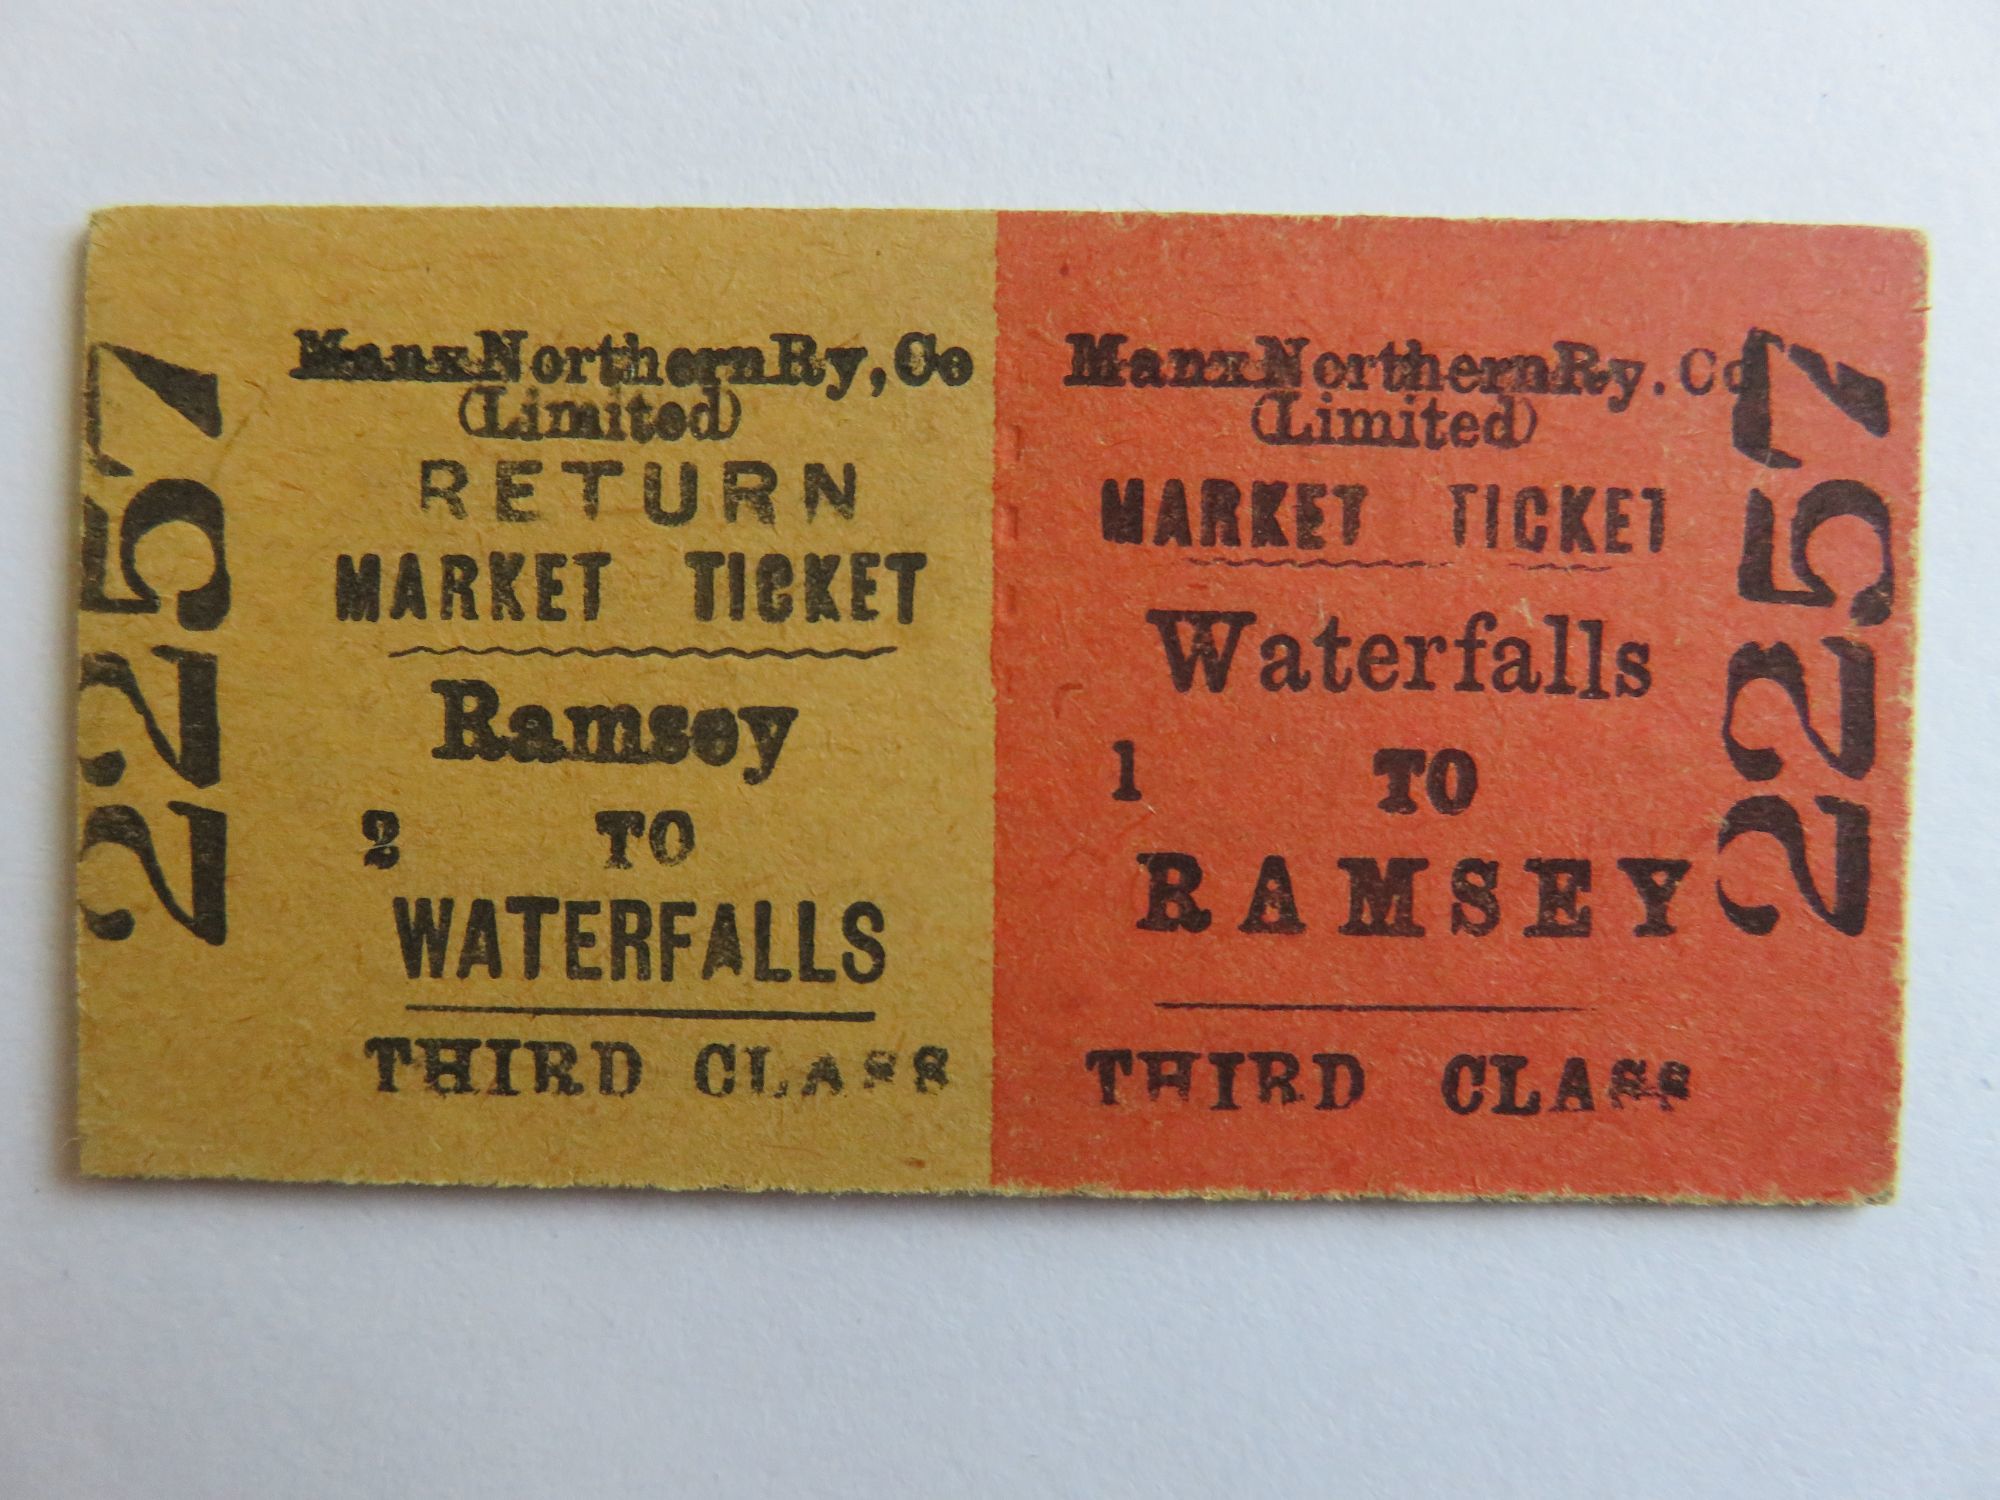 2257
Manx Northern Ry, Co
(Limited)
RETURN
MARKET TICKET
Ramsey
2 TO
WATERFALLS
THIRD CLASS
Manx Northern Ry. Co
(Limited)
MARKET TICKET
Waterfalls
1 TO
RAMSEY
THIRD CLASS
2257